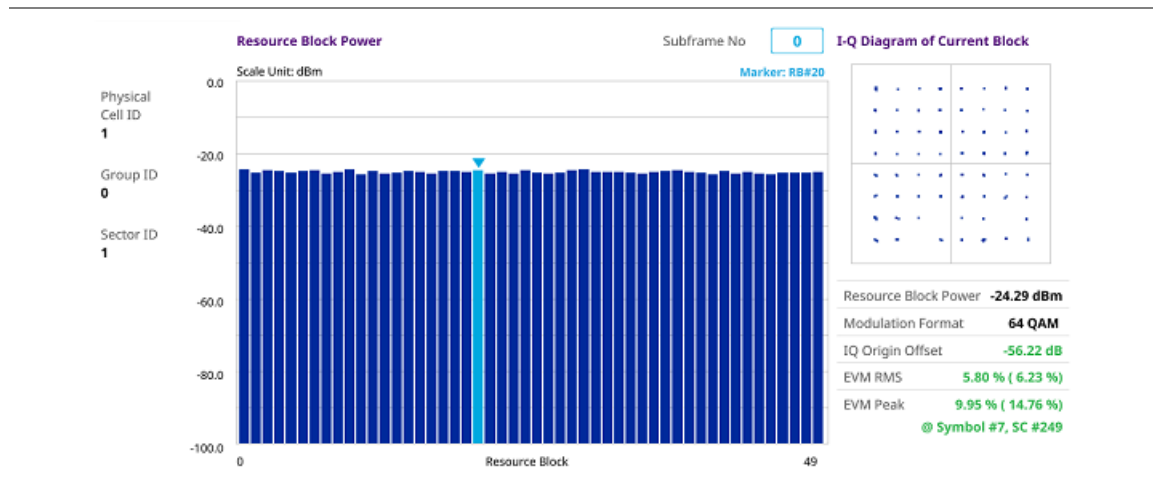 Resource Block Power
Subframe No 0
I-Q Diagram of Current Block
Scale Unit: dBm
Marker: RB#20
Physical
Cell ID
1
Group ID
0
Sector ID
1
0.0
-20.0
-40.0
-60.0
-80.0
-100.0
0
Resource Block
49
Resource Block Power -24.29 dBm
Modulation Format 64 QAM
IQ Origin Offset -56.22 dB
EVM RMS 5.80 % ( 6.23 %)
EVM Peak 9.95 % ( 14.76 %)
@ Symbol #7, SC #249